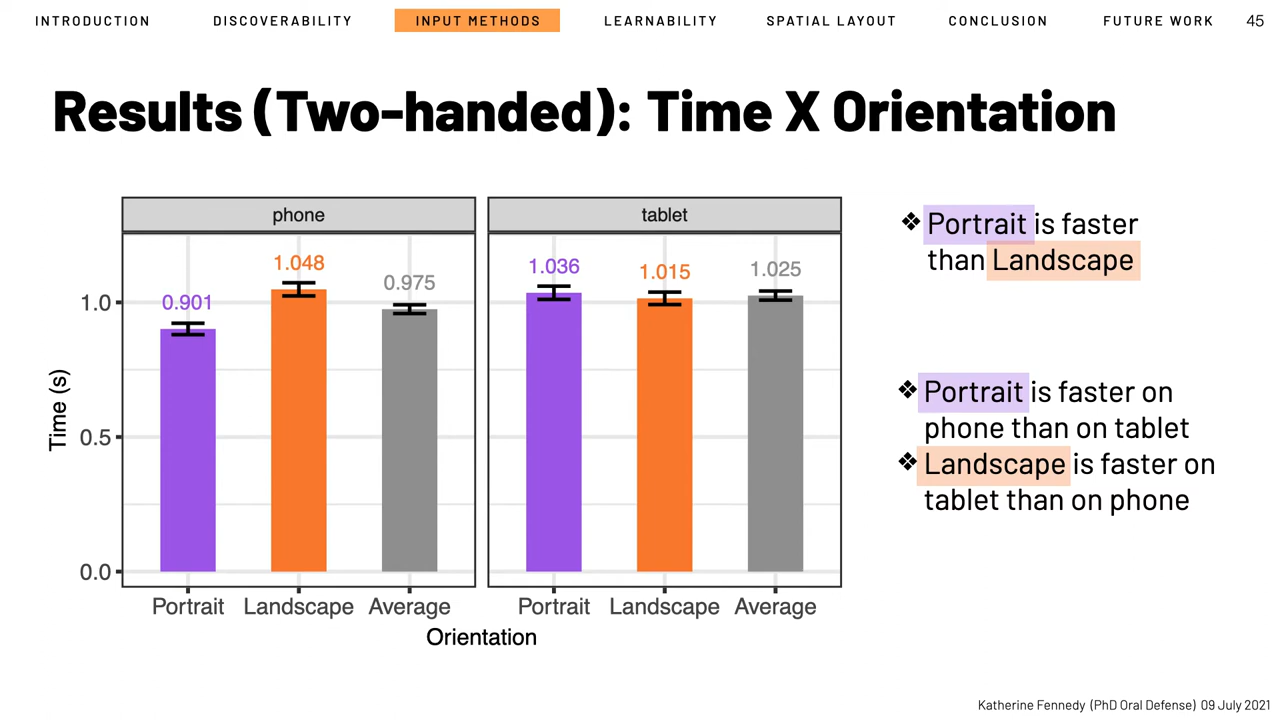 INTRODUCTION DISCOVERABILITY INPUT METHODS LEARNABILITY SPATIAL LAYOUT CONCLUSION FUTURE WORK 45
Results (Two-handed): Time X Orientation
phone
tablet
0.901
1.048
0.975
1.036
1.015
1.025
1.0
0.5
0.0
Time (s)
Portrait Landscape Average
Portrait Landscape Average
Orientation
❖ Portrait is faster
than Landscape
❖ Portrait is faster on
phone than on tablet
❖ Landscape is faster on
tablet than on phone
Katherine Fennedy (PhD Oral Defense) 09 July 2021